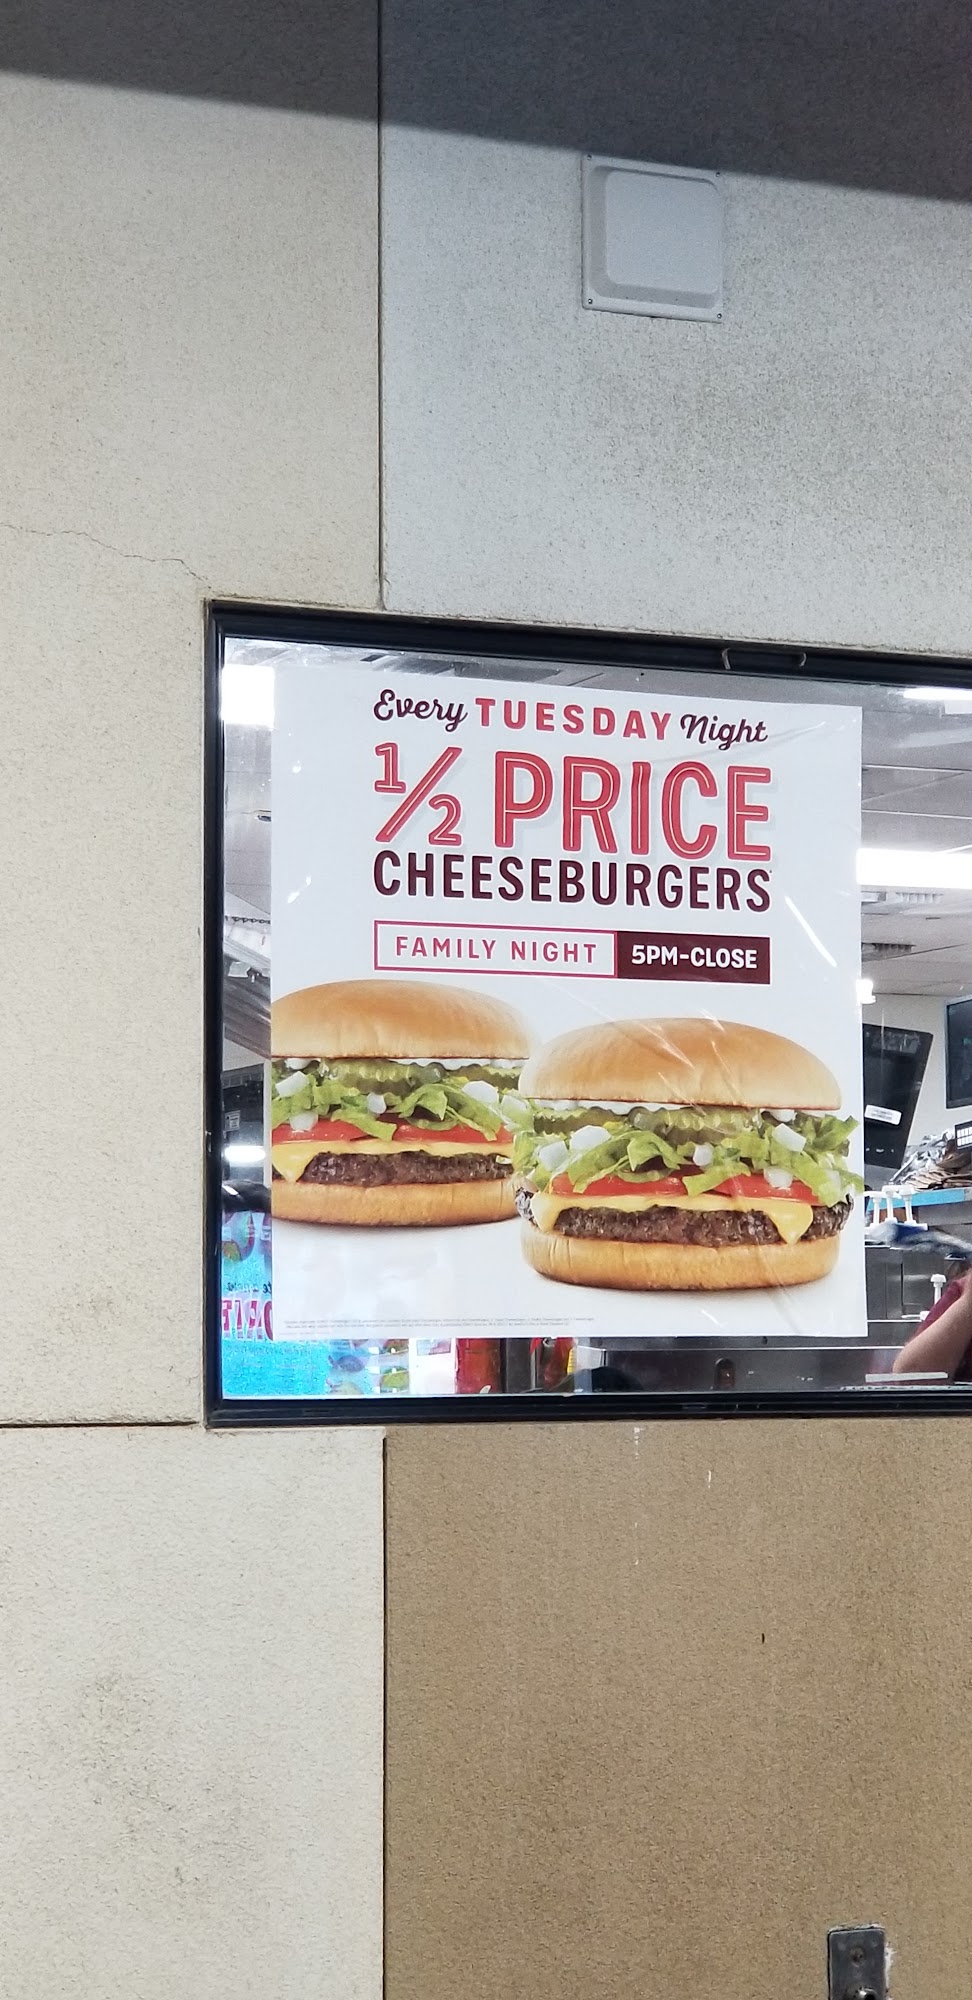 Every TUESDAY Night
1/2 PRICE
CHEESEBURGERS
FAMILY NIGHT 5PM-CLOSE